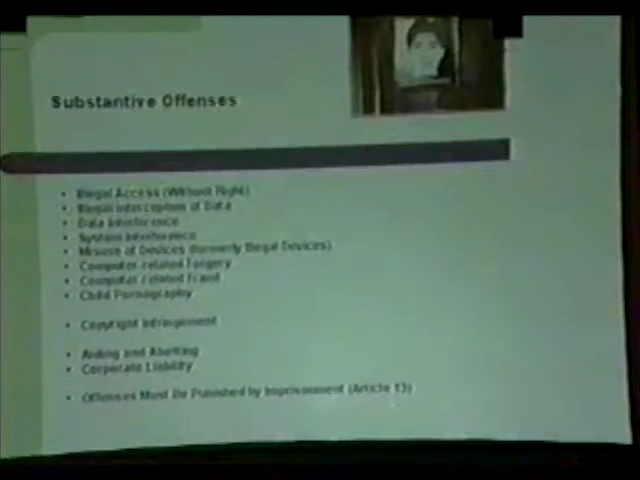 Substantive Offenses
• Illegal Access (Without Right)
• Illegal Interception of Data
• Data Interference
• System Interference
• Misuse of Devices (formerly Illegal Devices)
• Computer-related Forgery
• Computer-related Fraud
• Child Pornography
• Copyright Infringement
• Aiding and Abetting
• Corporate Liability
• Offenses Must Be Punished by Imprisonment (Article 13)